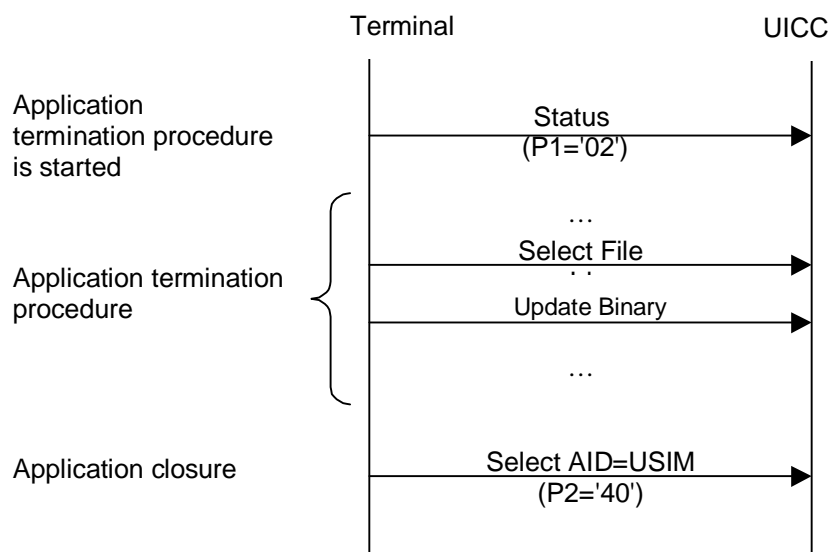 Terminal
UICC
Application
termination procedure
is started
Status
(P1='02')
...
Select File
. .
Application termination
procedure
Update Binary
...
Application closure
Select AID=USIM
(P2='40')